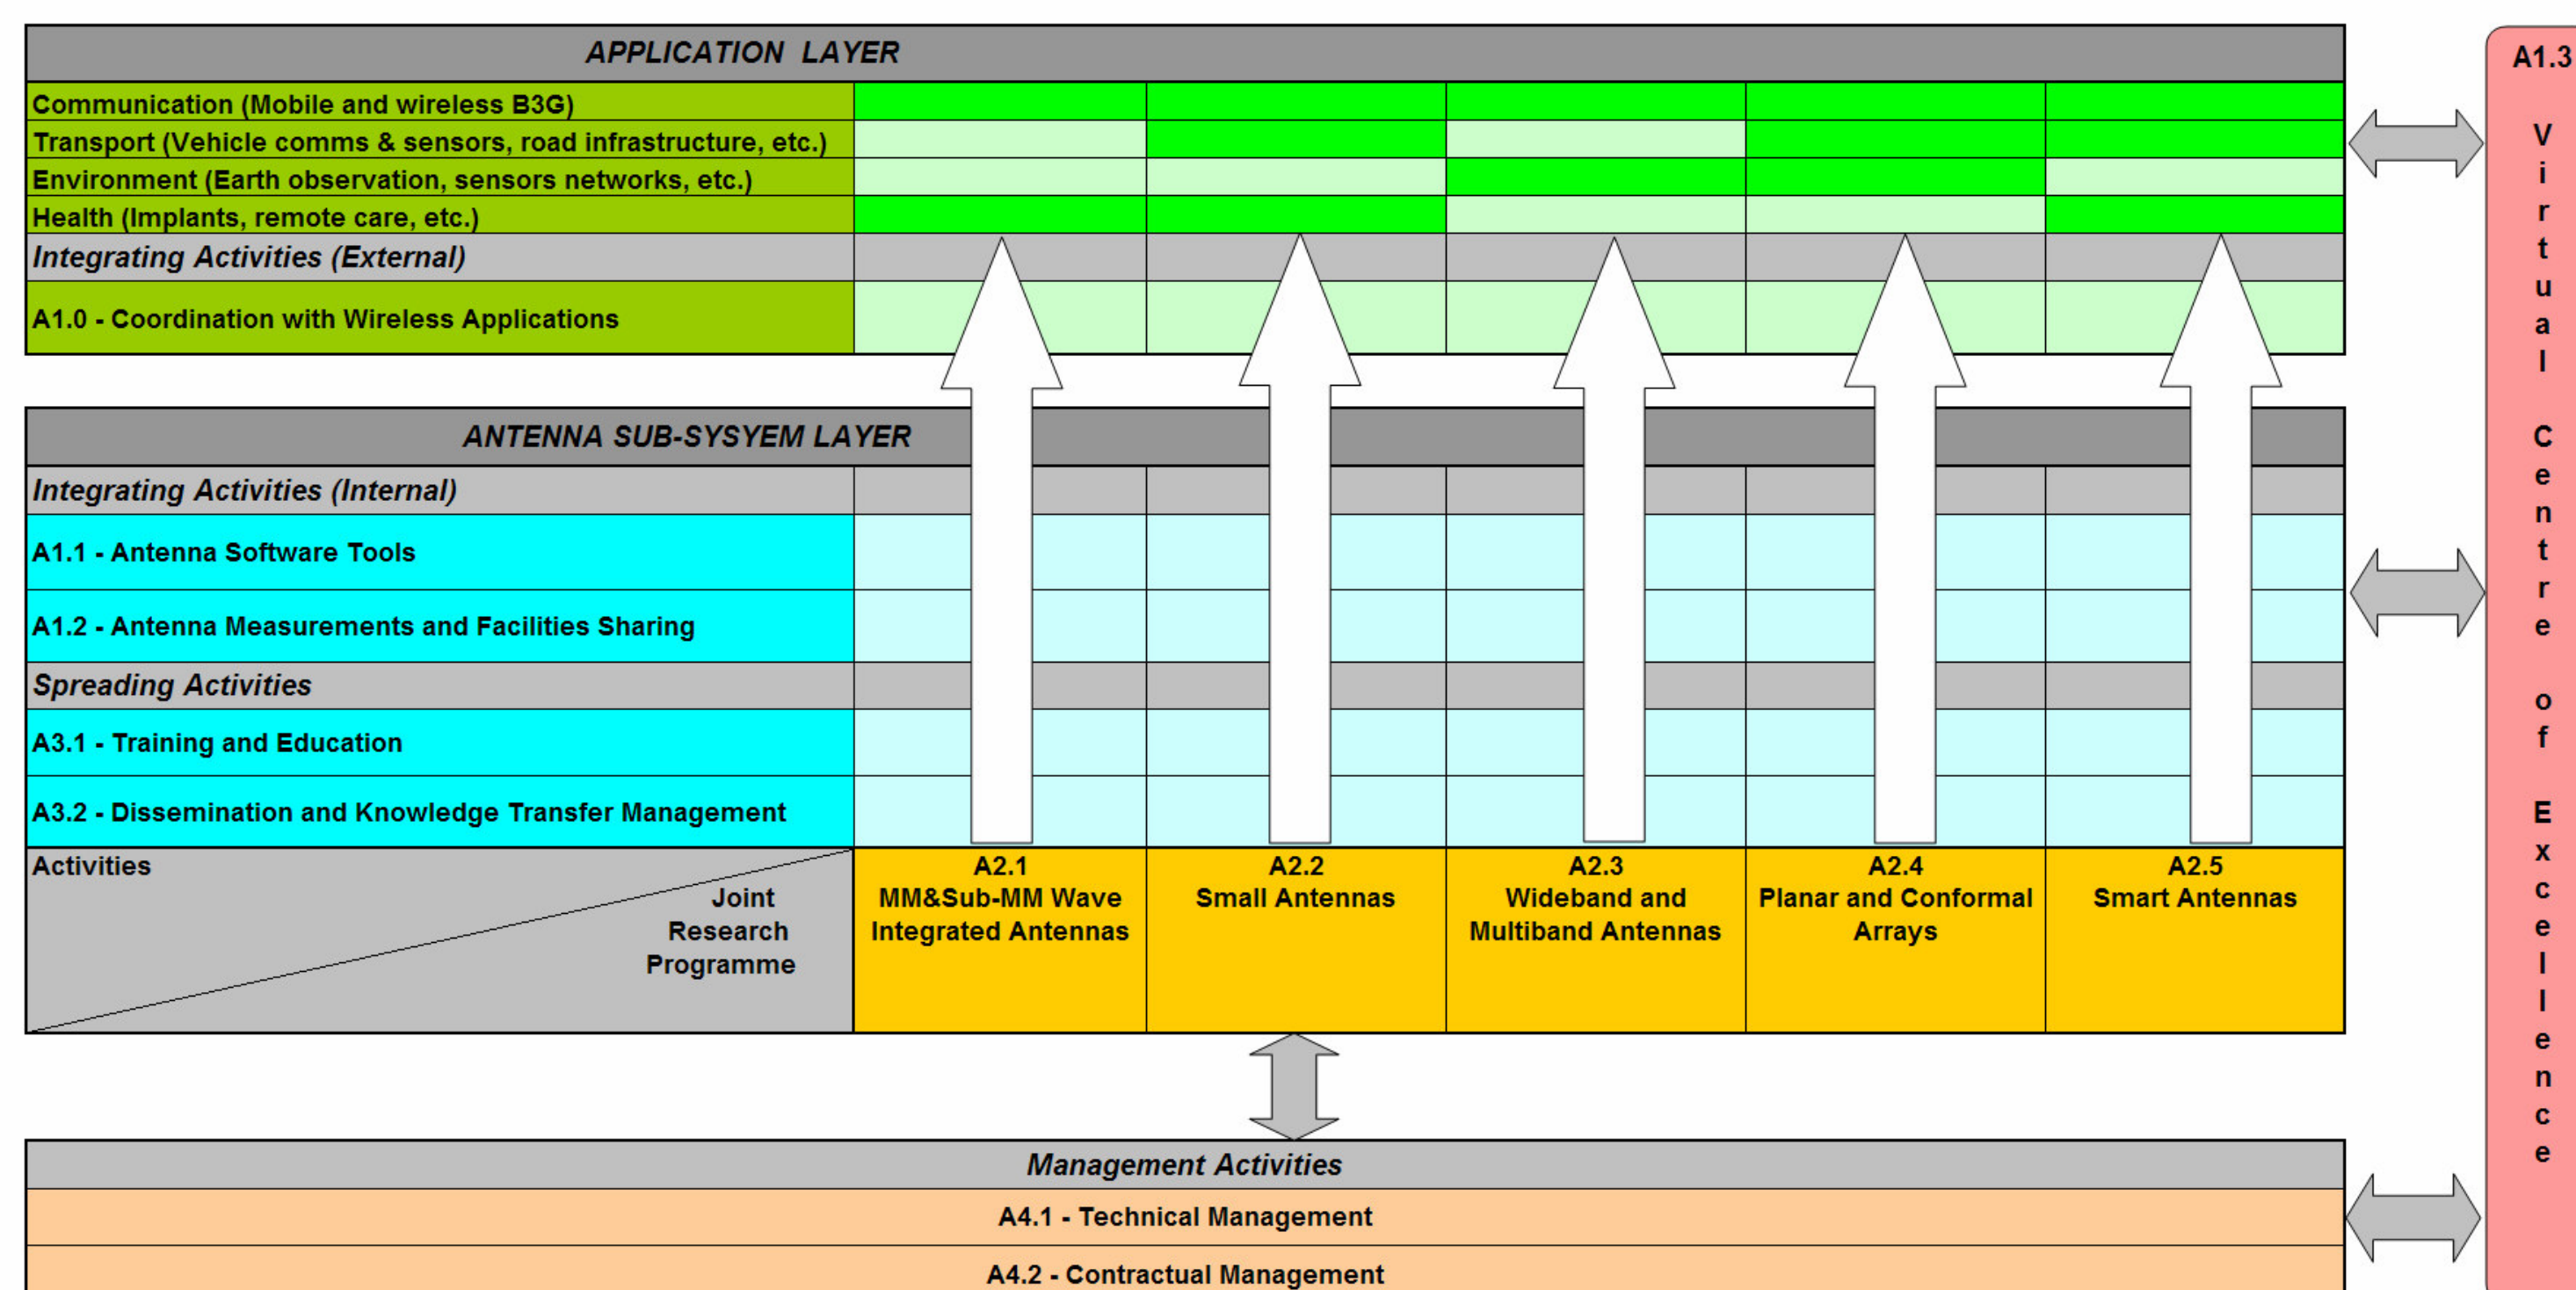 APPLICATION LAYER
Communication (Mobile and wireless B3G)
Transport (Vehicle comms & sensors, road infrastructure, etc.)
Environment (Earth observation, sensors networks, etc.)
Health (Implants, remote care, etc.)
Integrating Activities (External)
A1.0 - Coordination with Wireless Applications
ANTENNA SUB-SYSYEM LAYER
Integrating Activities (Internal)
A1.1 - Antenna Software Tools
A1.2 - Antenna Measurements and Facilities Sharing
Spreading Activities
A3.1 - Training and Education
A3.2 - Dissemination and Knowledge Transfer Management
Activities
Joint
Research
Programme
A2.1
MM&Sub-MM Wave
Integrated Antennas
A2.2
Small Antennas
A2.3
Wideband and
Multiband Antennas
A2.4
Planar and Conformal
Arrays
A2.5
Smart Antennas
Management Activities
A4.1 - Technical Management
A4.2 - Contractual Management
A1.3
Virtual Centre of Excellence